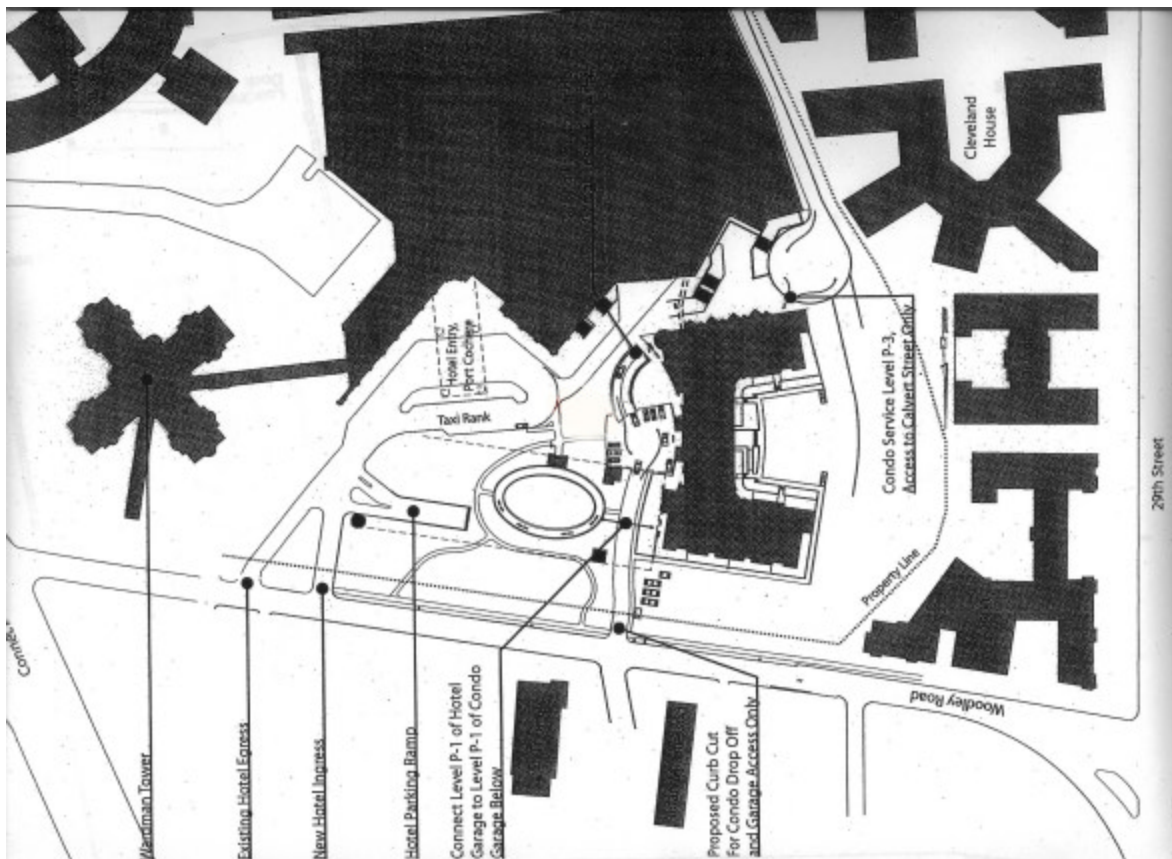 Cleveland
House
Hotel Entry,
Port Cochere
Taxi Rank
Condo Service Level P-3,
Access to Calvert Street Only
29th Street
Property Line
Woodley Road
Wardman Tower
Existing Hotel Egress
New Hotel Ingress
Hotel Parking Ramp
Connect Level P-1 of Hotel
Garage to Level P-1 of Condo
Garage Below
Proposed Curb Cut
For Condo Drop Off
and Garage Access Only